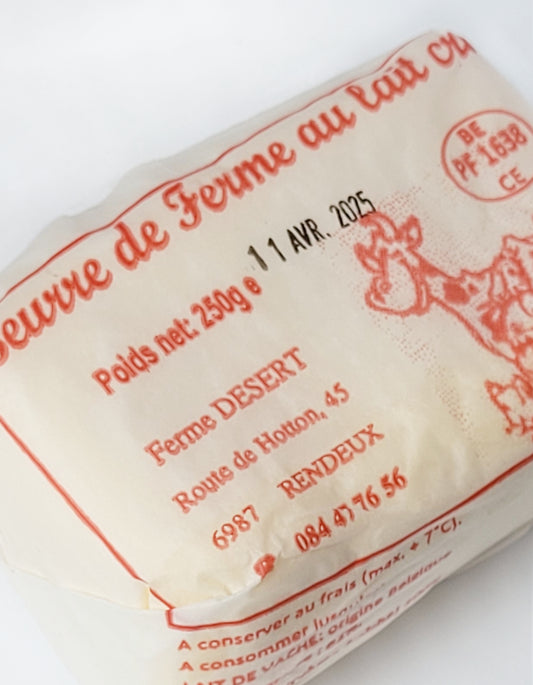 Beurre de Ferme au lait cru
BE
PF 1638
CE
11 AVR. 2025
Poids net: 250g e
Ferme DESERT
Route de Hotton, 45
6987 RENDEUX
084 47 76 56
A conserver au frais (max. + 7°C).
A consommer
LAIT DE VACHE: origine Belgique